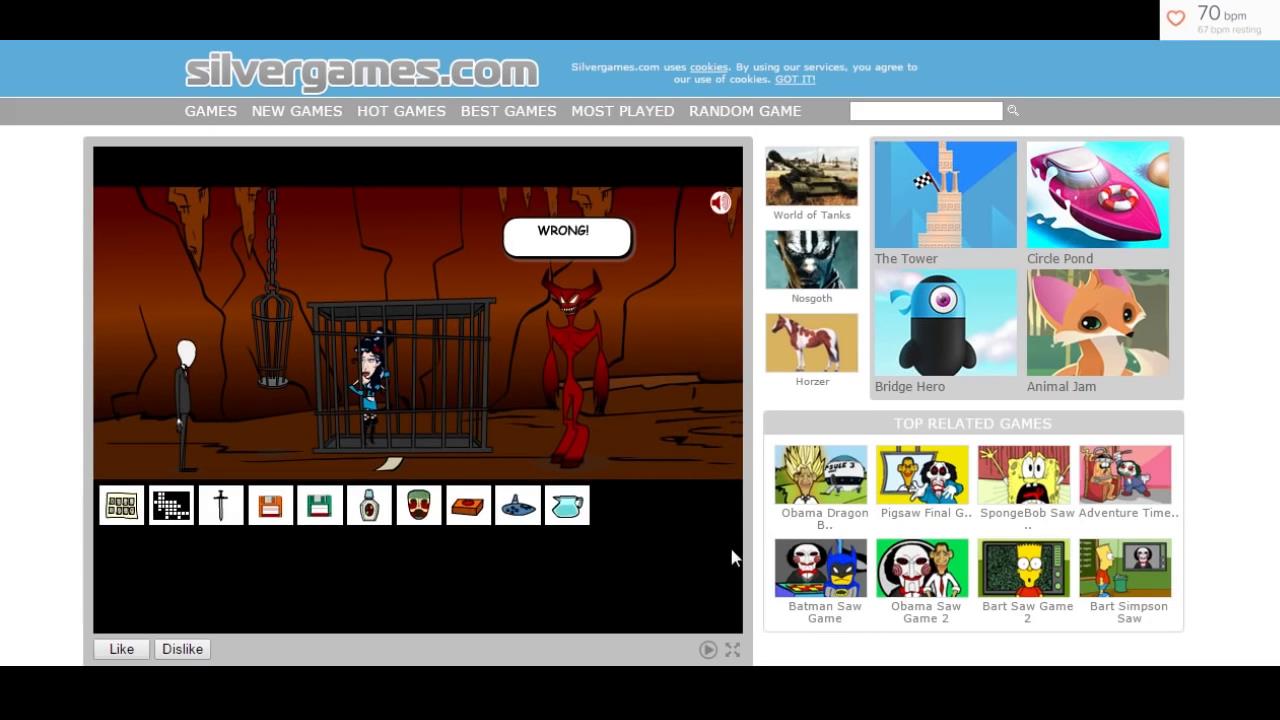 70 bpm
67 bpm resting
silvergames.com
Silvergames.com uses cookies. By using our services, you agree to
our use of cookies. GOT IT!
GAMES NEW GAMES HOT GAMES BEST GAMES MOST PLAYED RANDOM GAME
WRONG!
World of Tanks
Nosgoth
Horzer
The Tower
Circle Pond
Bridge Hero
Animal Jam
TOP RELATED GAMES
Obama Dragon
B..
Pigsaw Final G..
SpongeBob Saw
..
Adventure Time..
Batman Saw
Game
Obama Saw
Game 2
Bart Saw Game
2
Bart Simpson
Saw
Like
Dislike